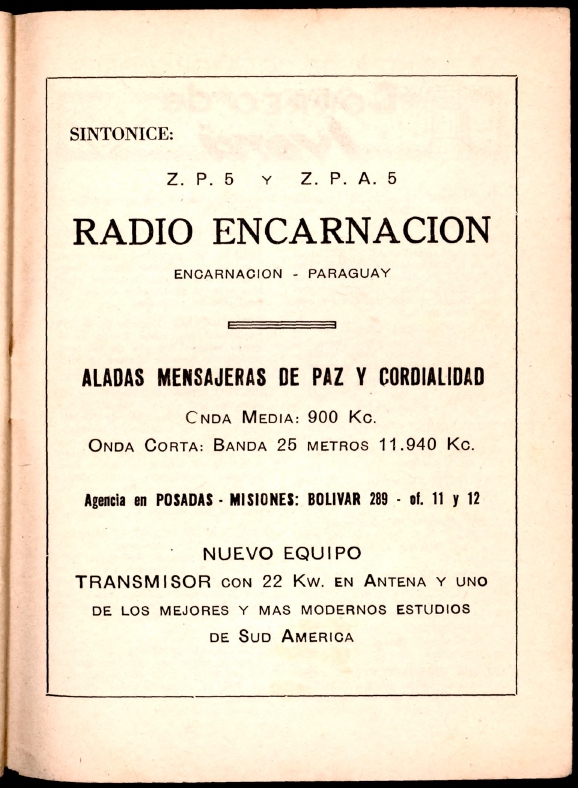 SINTONICE:
Z. P. 5 Y Z. P. A. 5
RADIO ENCARNACION
ENCARNACION - PARAGUAY
ALADAS MENSAJERAS DE PAZ Y CORDIALIDAD
CNDA MEDIA: 900 KC.
ONDA CORTA: BANDA 25 METROS 11.940 KC.
Agencia en POSADAS - MISIONES: BOLIVAR 289 - of. 11 y 12
NUEVO EQUIPO
TRANSMISOR CON 22 KW. EN ANTENA Y UNO
DE LOS MEJORES Y MAS MODERNOS ESTUDIOS
DE SUD AMERICA